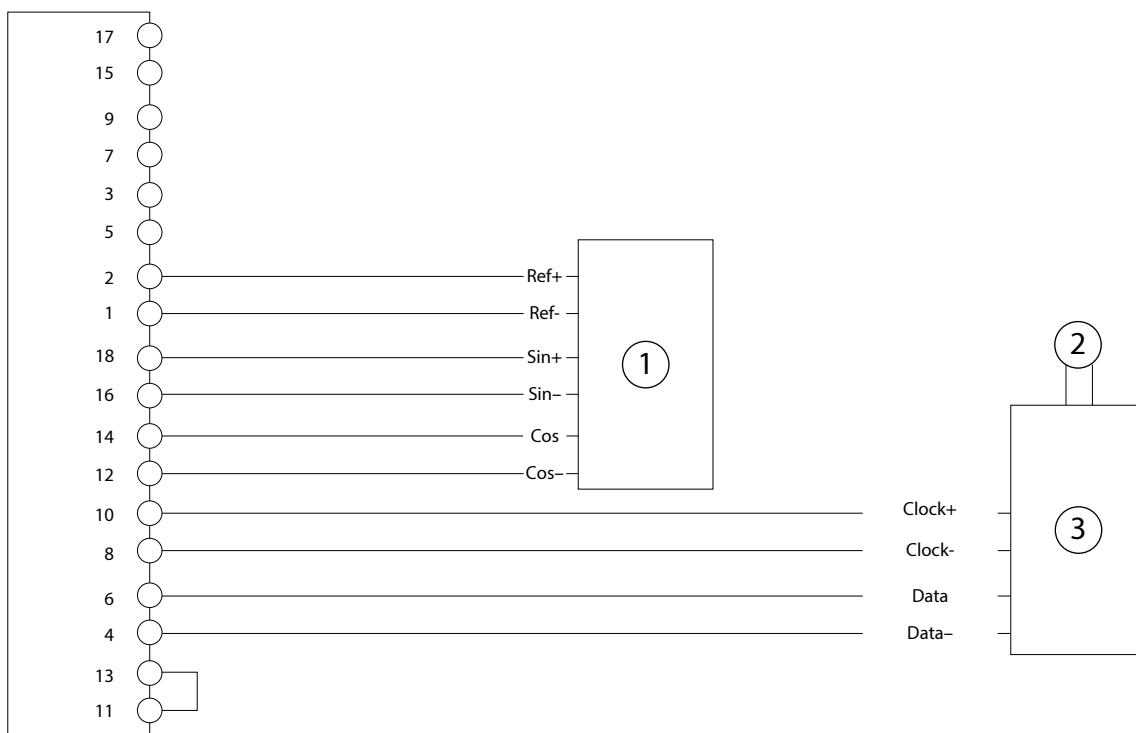 17
15
9
7
3
5
2 Ref+
1 Ref-
18 Sin+
16 Sin–
14 Cos
12 Cos–
1
2
3
10 Clock+
8 Clock-
6 Data
4 Data–
13
11